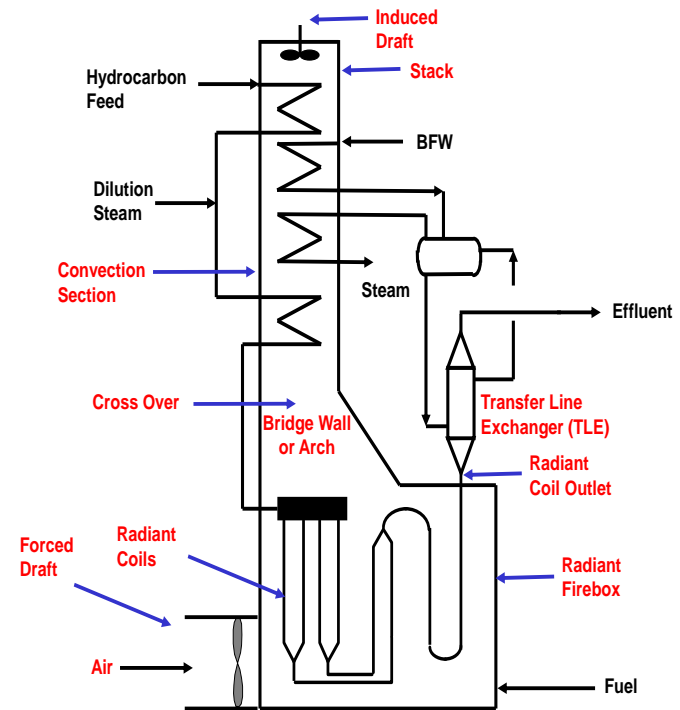 Induced
Draft
Stack
Hydrocarbon
Feed
BFW
Dilution
Steam
Convection
Section
Steam
Effluent
Cross Over
Bridge Wall
or Arch
Transfer Line
Exchanger (TLE)
Radiant
Coil Outlet
Forced
Draft
Radiant
Coils
Radiant
Firebox
Air
Fuel